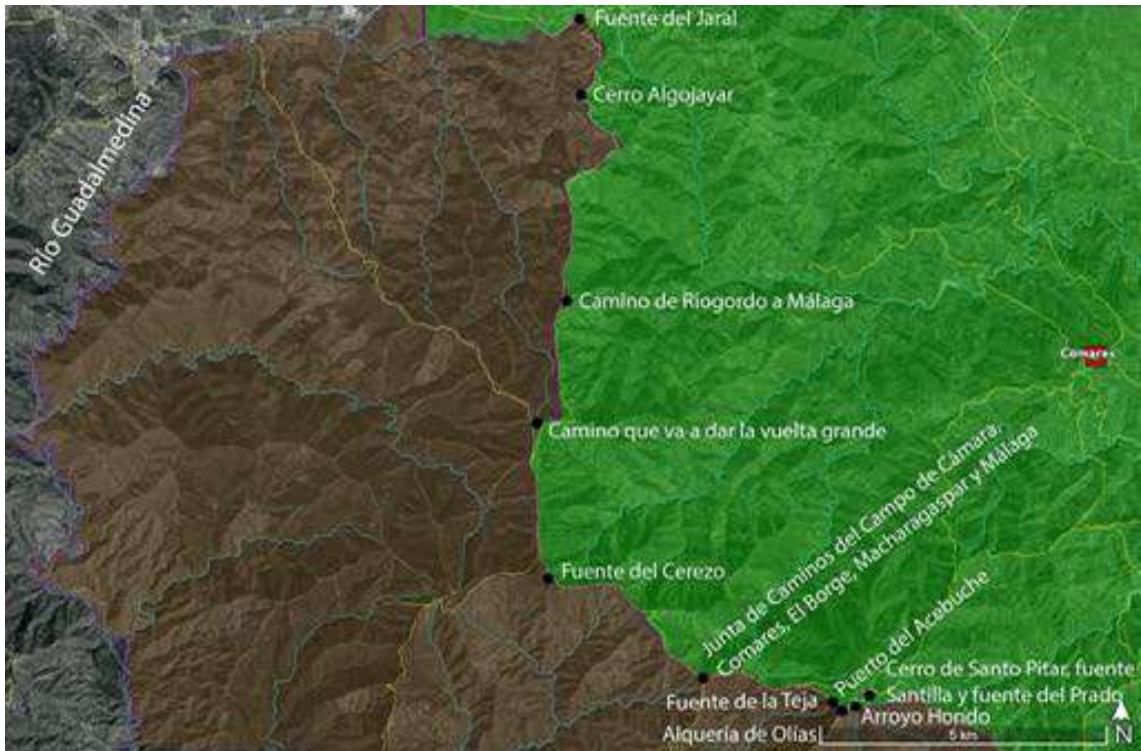 Fuente del Jaral
Cerro Algojayar
Río Guadalmedina
Camino de Riogordo a Málaga
Comares
Camino que va a dar la vuelta grande
Fuente del Cerezo
Junta de Caminos del Campo de Cámara,
Comares, El Borge, Macharagaspar y Málaga
Puerto del Acebuche
Cerro de Santo Pitar, fuente
Santilla y fuente del Prado
Fuente de la Teja
Arroyo Hondo
Alquería de Olías
5 km
N